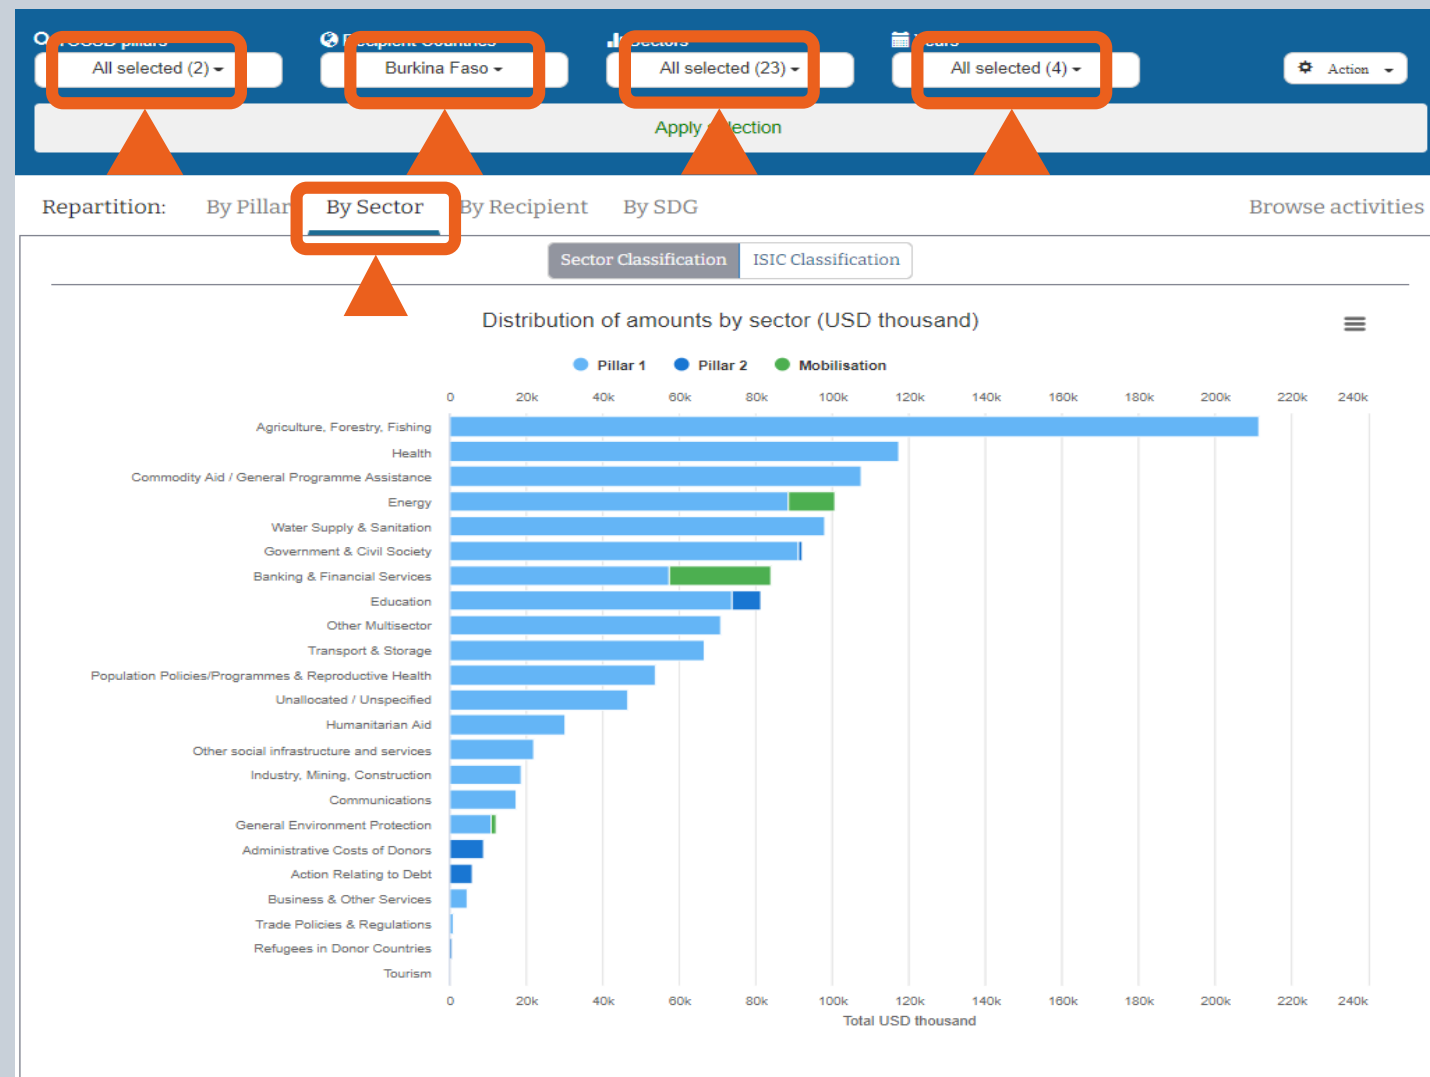 TOSSD pillars
Recipient Countries
Sectors
Years
All selected (2)
Burkina Faso
All selected (23)
All selected (4)
Action
Apply selection
Repartition: By Pillar By Sector By Recipient By SDG Browse activities
Sector Classification ISIC Classification
Distribution of amounts by sector (USD thousand)
Pillar 1 Pillar 2 Mobilisation
0 20k 40k 60k 80k 100k 120k 140k 160k 180k 200k 220k 240k
Agriculture, Forestry, Fishing
Health
Commodity Aid / General Programme Assistance
Energy
Water Supply & Sanitation
Government & Civil Society
Banking & Financial Services
Education
Other Multisector
Transport & Storage
Population Policies/Programmes & Reproductive Health
Unallocated / Unspecified
Humanitarian Aid
Other social infrastructure and services
Industry, Mining, Construction
Communications
General Environment Protection
Administrative Costs of Donors
Action Relating to Debt
Business & Other Services
Trade Policies & Regulations
Refugees in Donor Countries
Tourism
0 20k 40k 60k 80k 100k 120k 140k 160k 180k 200k 220k 240k
Total USD thousand